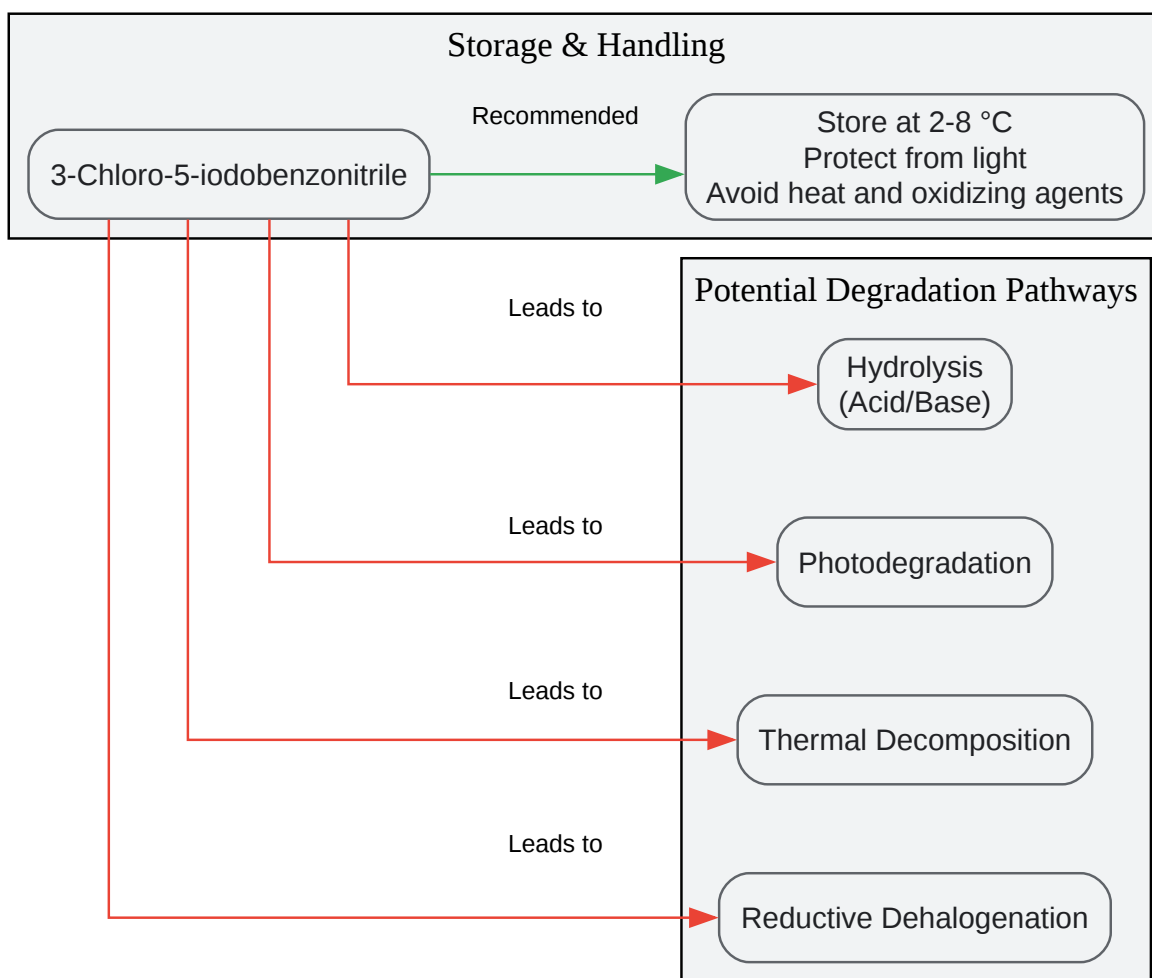 Storage & Handling
Recommended
3-Chloro-5-iodobenzonitrile
Store at 2-8 °C
Protect from light
Avoid heat and oxidizing agents
Potential Degradation Pathways
Leads to
Hydrolysis
(Acid/Base)
Leads to
Photodegradation
Leads to
Thermal Decomposition
Leads to
Reductive Dehalogenation